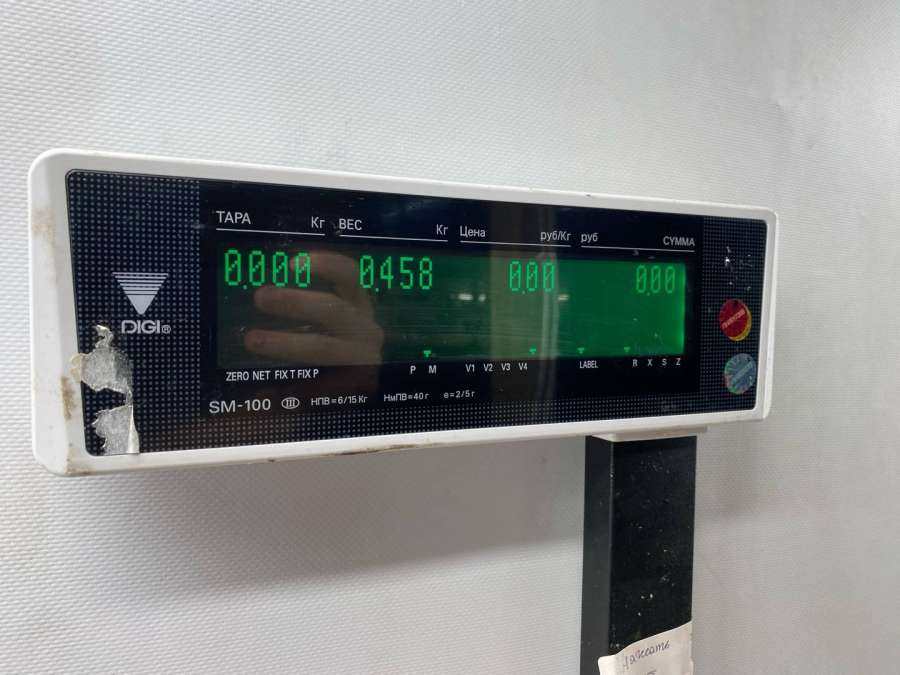 ТАРА Кг ВЕС Кг Цена руб/Кг руб СУММА
0.000 0.458 0.00 0.00
DIGI®
P M V1 V2 V3 V4 LABEL R X S Z
ZERO NET FIX T FIX P
SM-100 III НПВ=6/15 Кг НмПВ=40 г e=2/5 г